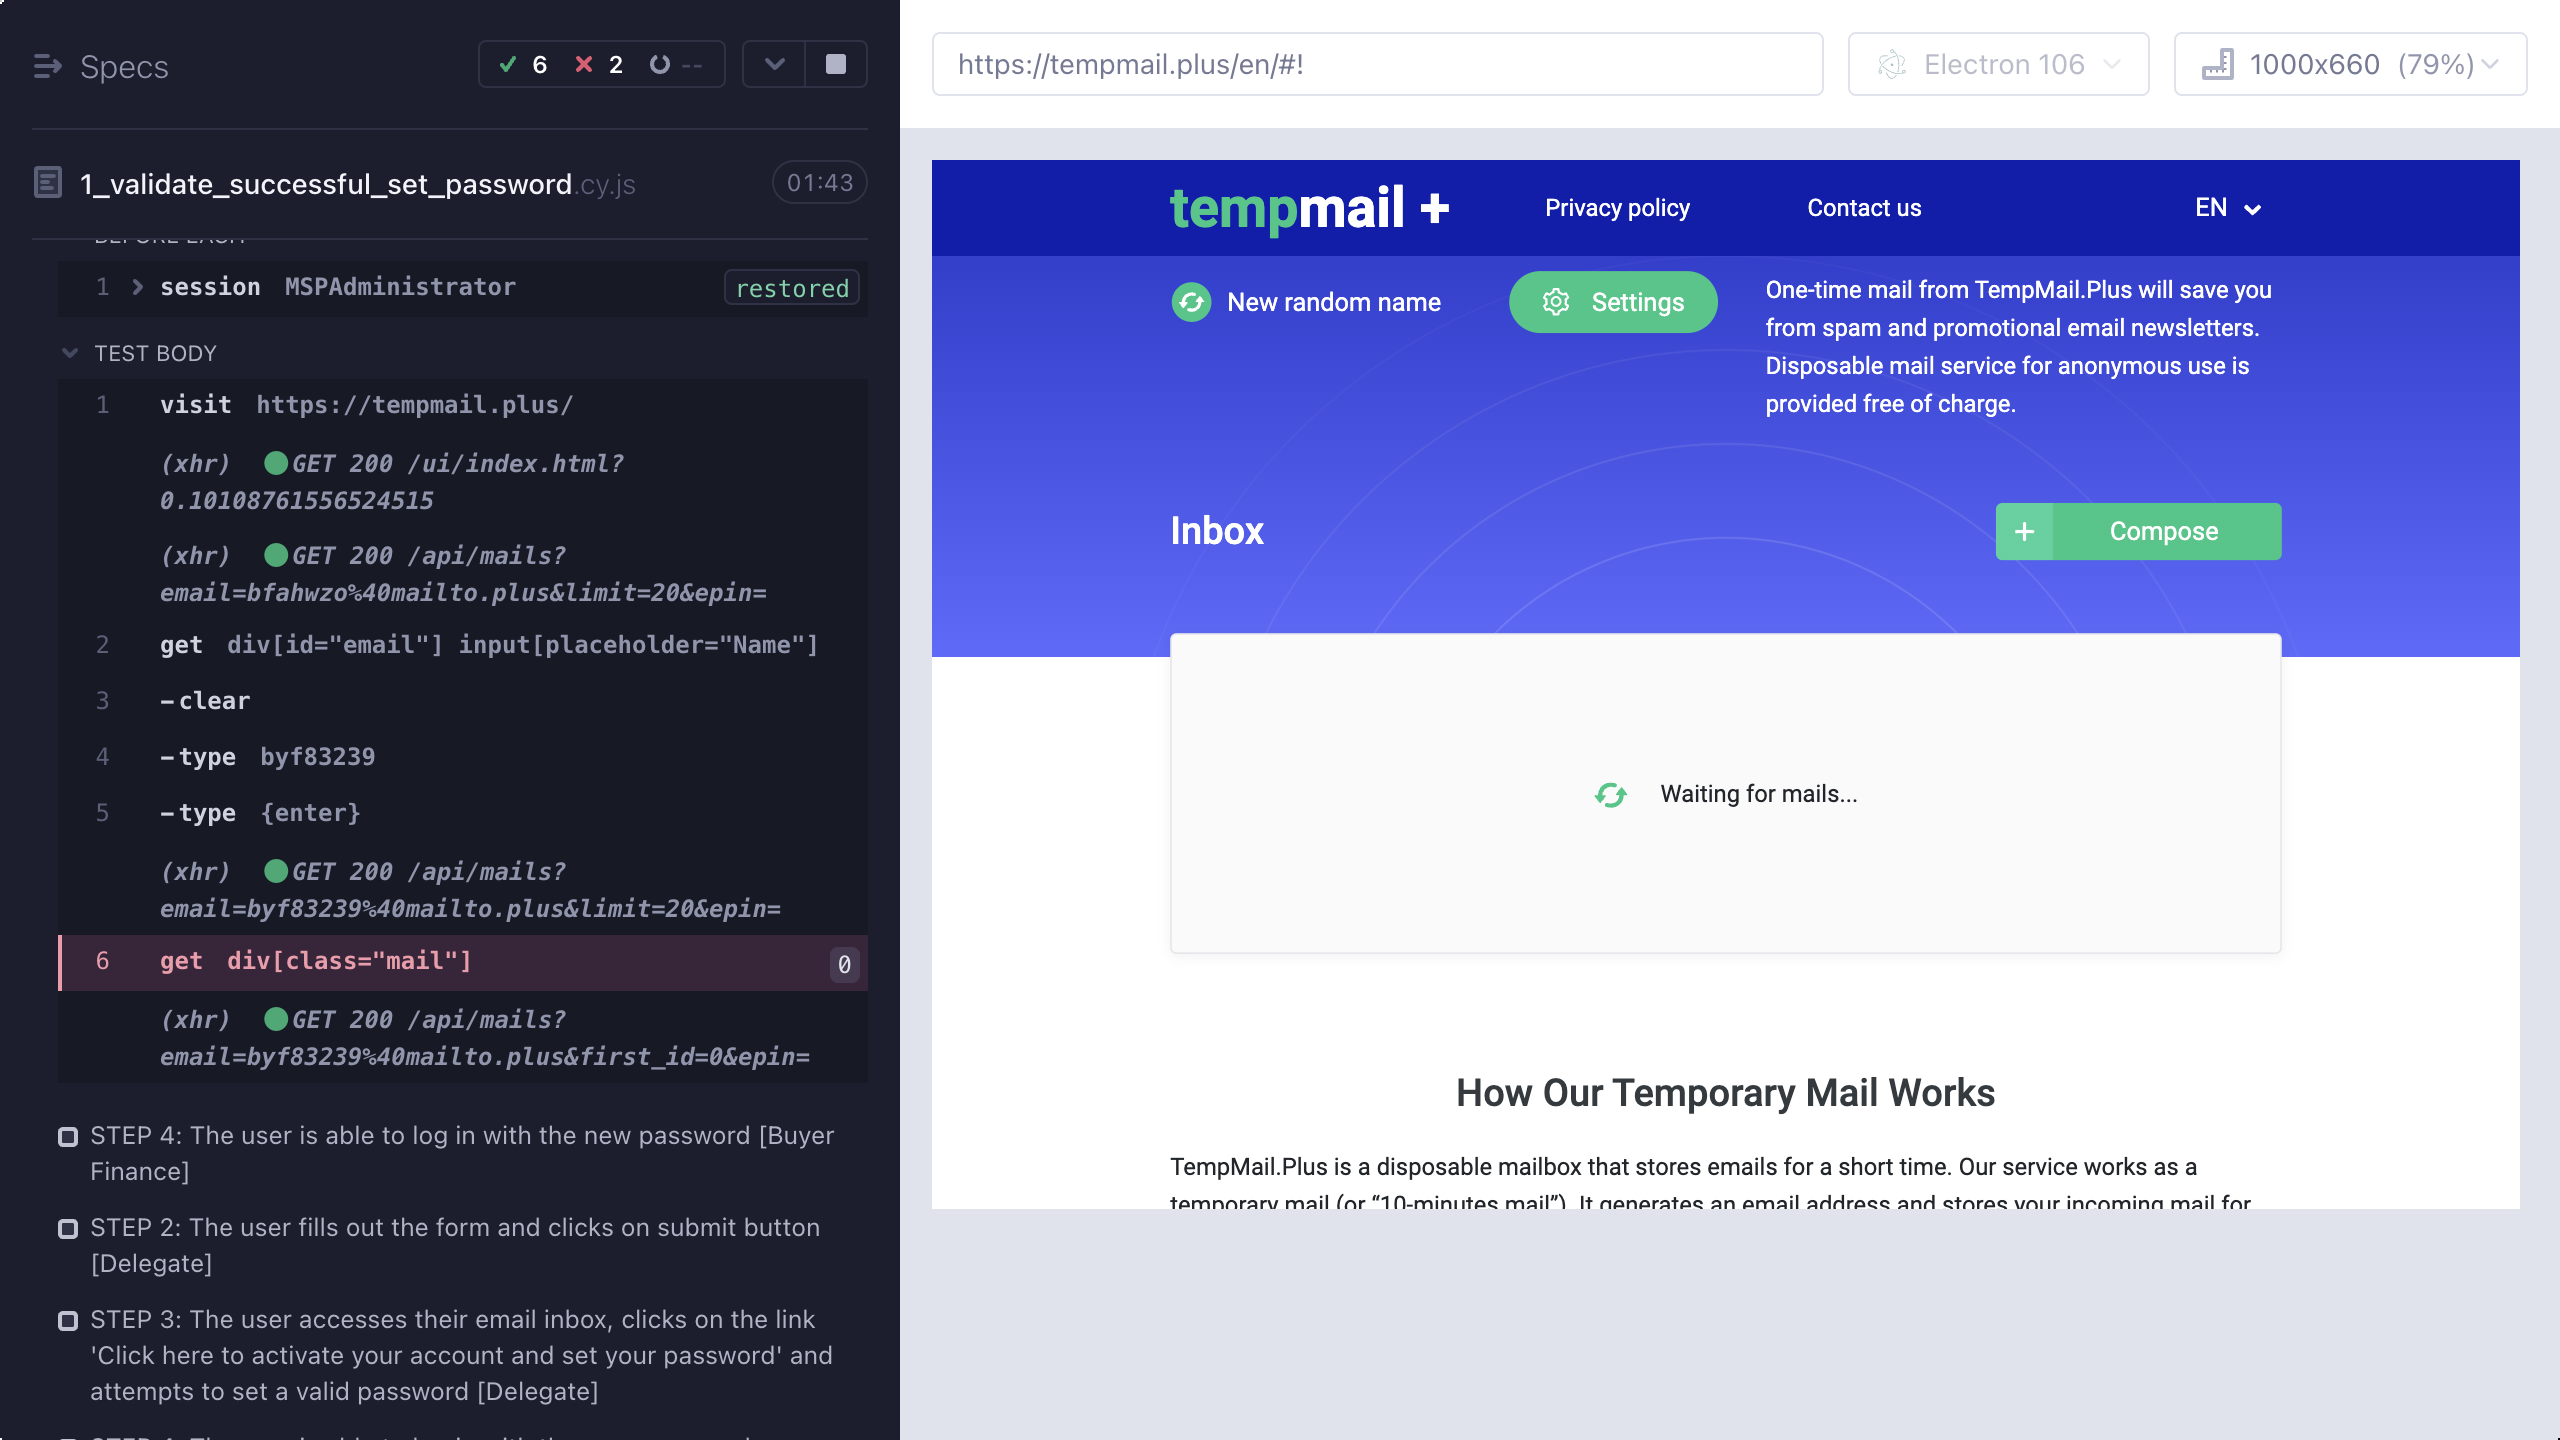 Specs
6
2
--
1_validate_successful_set_password.cy.js
01:43
BEFORE EACH
1 session MSPAdministrator restored
TEST BODY
1 visit https://tempmail.plus/
(xhr) GET 200 /ui/index.html?
0.10108761556524515
(xhr) GET 200 /api/mails?
email=bfahwzo%40mailto.plus&limit=20&epin=
2 get div[id="email"] input[placeholder="Name"]
3 -clear
4 -type byf83239
5 -type {enter}
(xhr) GET 200 /api/mails?
email=byf83239%40mailto.plus&limit=20&epin=
6 get div[class="mail"] 0
(xhr) GET 200 /api/mails?
email=byf83239%40mailto.plus&first_id=0&epin=
STEP 4: The user is able to log in with the new password [Buyer
Finance]
STEP 2: The user fills out the form and clicks on submit button
[Delegate]
STEP 3: The user accesses their email inbox, clicks on the link
'Click here to activate your account and set your password' and
attempts to set a valid password [Delegate]
https://tempmail.plus/en/#!
Electron 106
1000x660 (79%)
tempmail +
Privacy policy
Contact us
EN
New random name
Settings
One-time mail from TempMail.Plus will save you
from spam and promotional email newsletters.
Disposable mail service for anonymous use is
provided free of charge.
Inbox
+ Compose
Waiting for mails...
How Our Temporary Mail Works
TempMail.Plus is a disposable mailbox that stores emails for a short time. Our service works as a
temporary mail (or “10-minutes mail”). It generates an email address and stores your incoming mail for